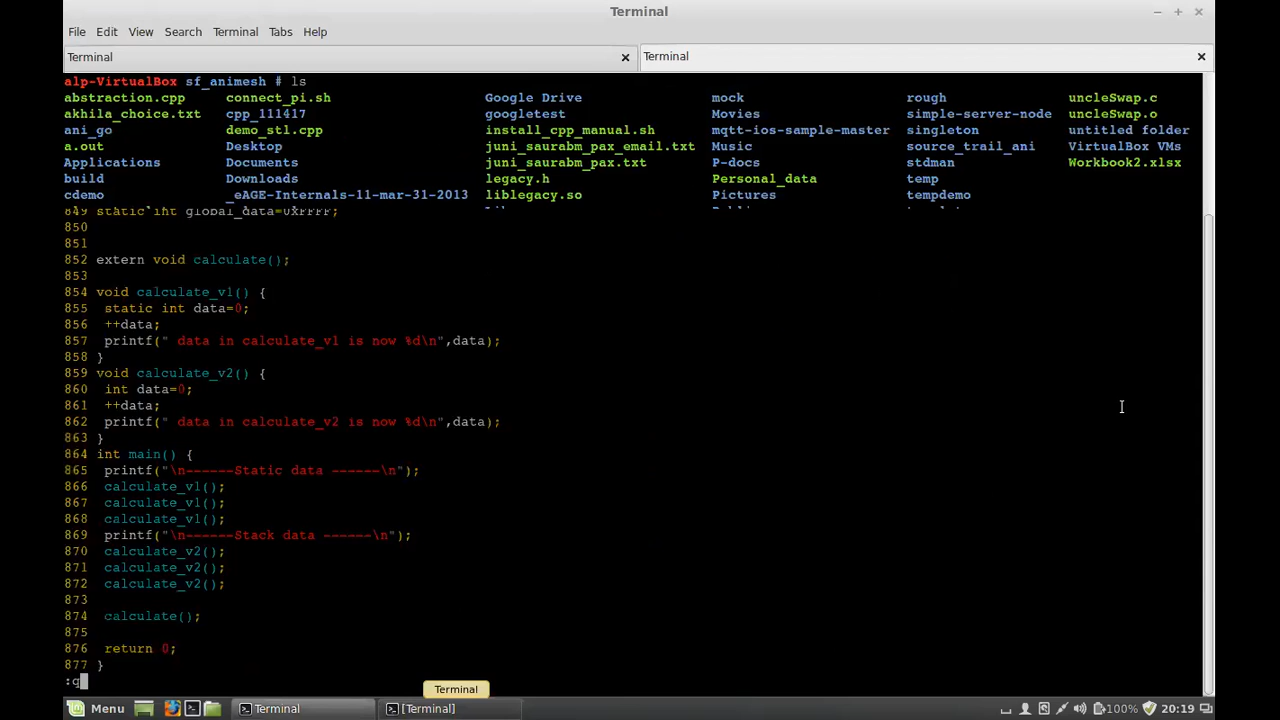 Terminal
File Edit View Search Terminal Tabs Help
Terminal Terminal
alp-VirtualBox sf_animesh # ls
abstraction.cpp connect_pi.sh Google Drive mock rough uncleSwap.c
akhila_choice.txt cpp_111417 googletest Movies simple-server-node uncleSwap.o
ani_go demo_stl.cpp install_cpp_manual.sh mqtt-ios-sample-master singleton untitled folder
a.out Desktop juni_saurabm_pax_email.txt Music source_trail_ani VirtualBox VMs
Applications Documents juni_saurabm_pax.txt P-docs stdman Workbook2.xlsx
build Downloads legacy.h Personal_data temp
cdemo _eAGE-Internals-11-mar-31-2013 liblegacy.so Pictures tempdemo
849 static int global_data=0xFFFF;
850
851
852 extern void calculate();
853
854 void calculate_v1() {
855 static int data=0;
856 ++data;
857 printf(" data in calculate_v1 is now %d\n",data);
858 }
859 void calculate_v2() {
860 int data=0;
861 ++data;
862 printf(" data in calculate_v2 is now %d\n",data);
863 }
864 int main() {
865 printf("\n------Static data ------\n");
866 calculate_v1();
867 calculate_v1();
868 calculate_v1();
869 printf("\n------Stack data ------\n");
870 calculate_v2();
871 calculate_v2();
872 calculate_v2();
873
874 calculate();
875
876 return 0;
877 }
:q
Terminal
Menu Terminal [Terminal] 100% 20:19